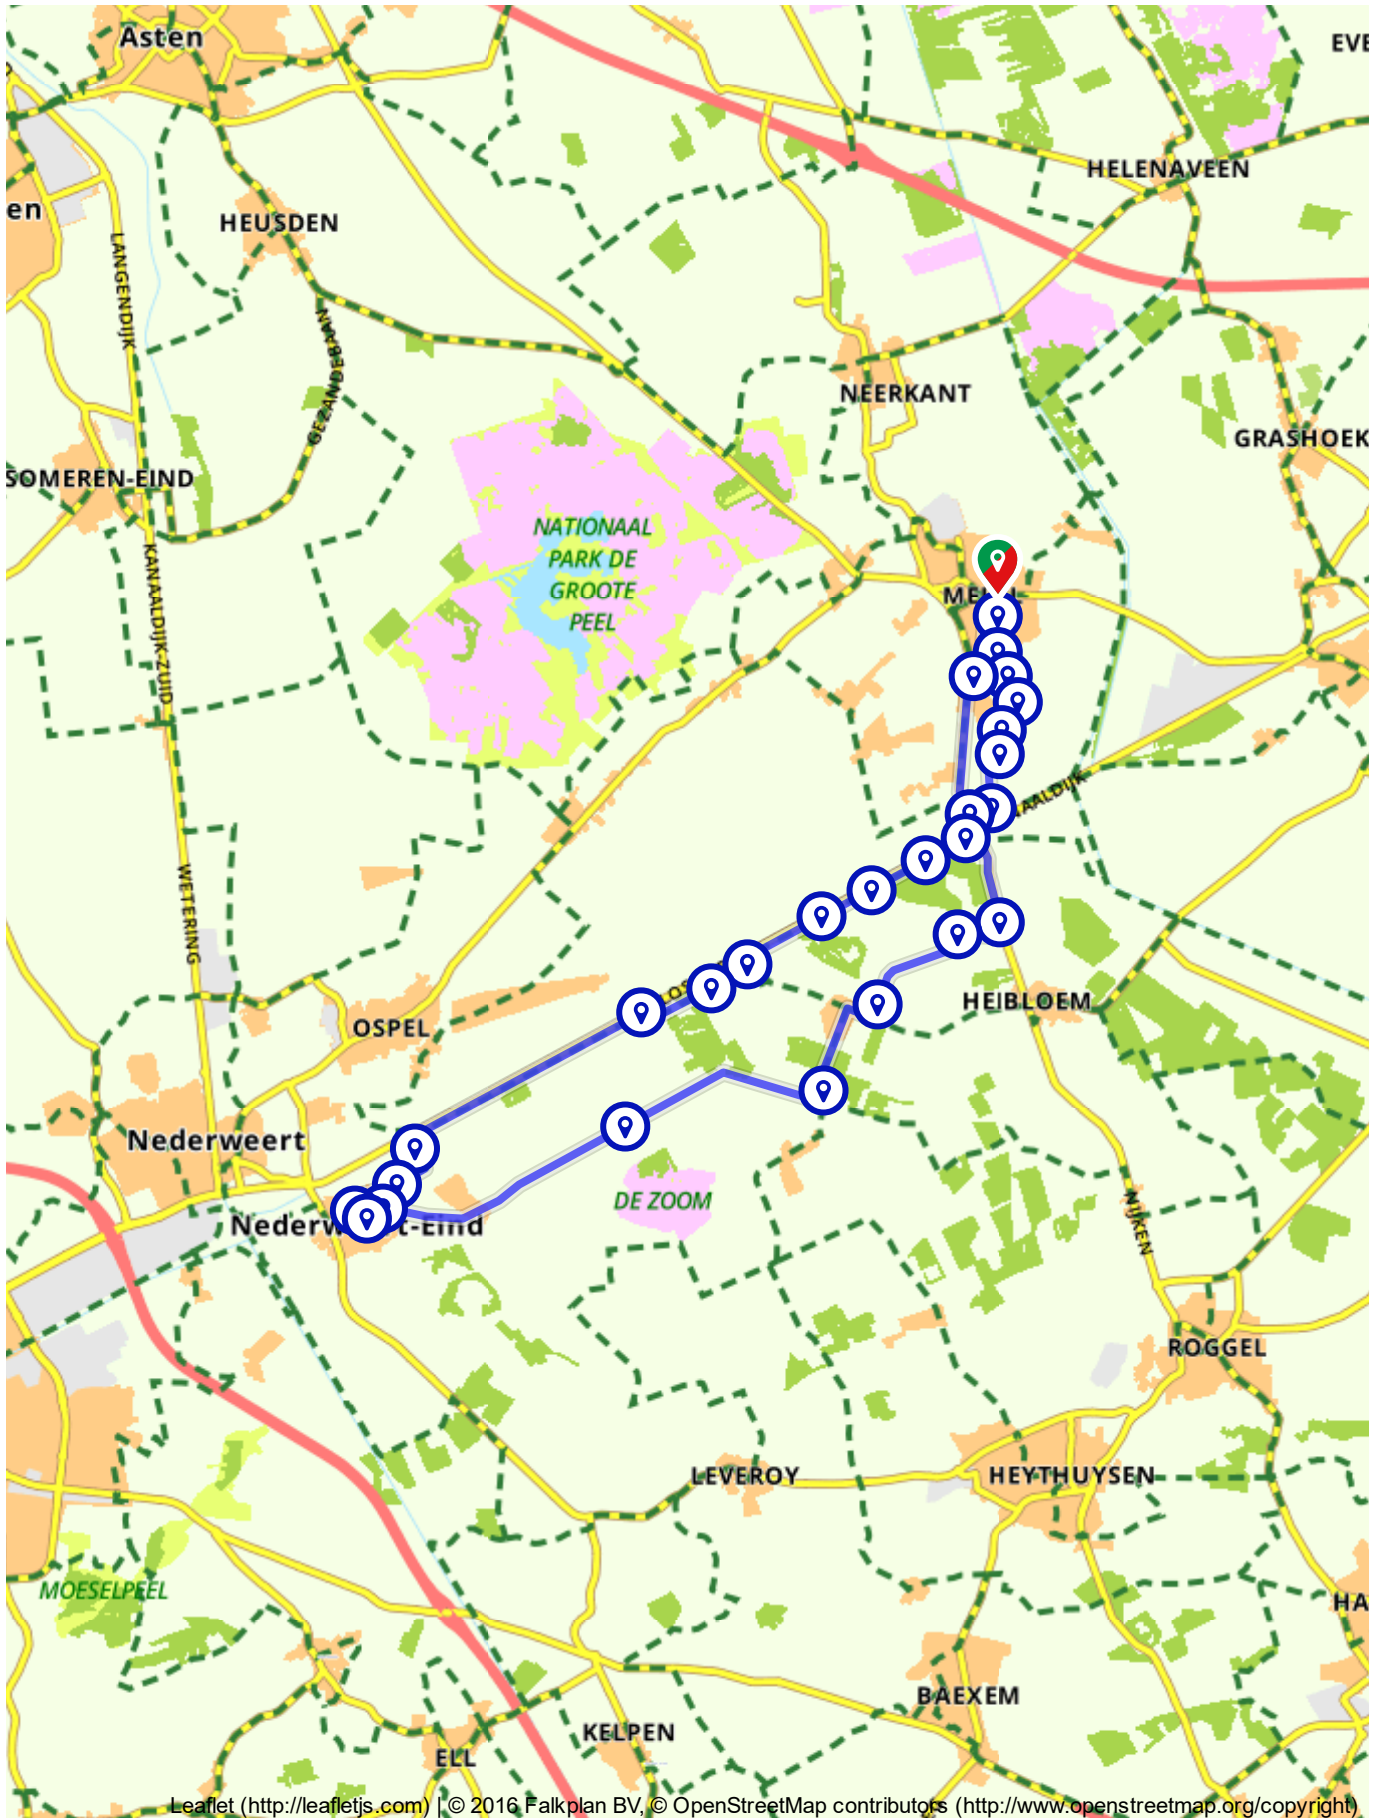 Asten
EVE
HELENAVEEN
en
HEUSDEN
LANGENDIJK
GEZANDEBAAN
NEERKANT
GRASHOEK
SOMEREN-EIND
NATIONAAL
PARK DE
GROOTE
PEEL
KANAALDIJK-ZUID
NAALDIJK
WETERING
HEIBLOEM
OSPEL
Nederweert
DE ZOOM
NIJKEN
ROGGEL
LEVEROY
HEYTHUYSEN
MOESELPEEL
HA
BAEXEM
KELPEN
ELL
Leaflet (http://leafletjs.com) | © 2016 Falkplan BV, © OpenStreetMap contributors (http://www.openstreetmap.org/copyright)